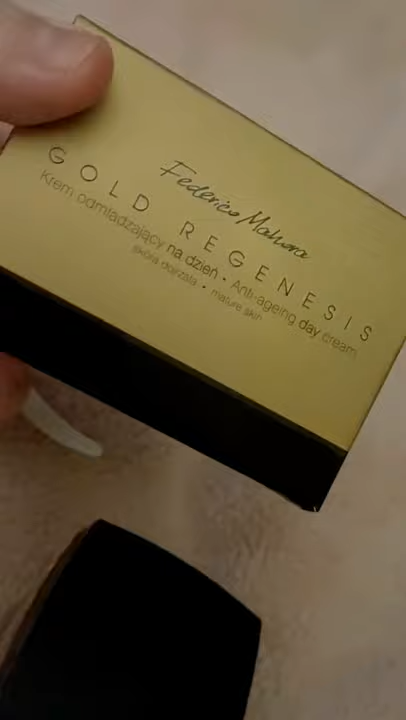 Federico Mahora
GOLD REGENESIS
Krem odmładzający na dzień • Anti-ageing day cream
skóra dojrzała • mature skin